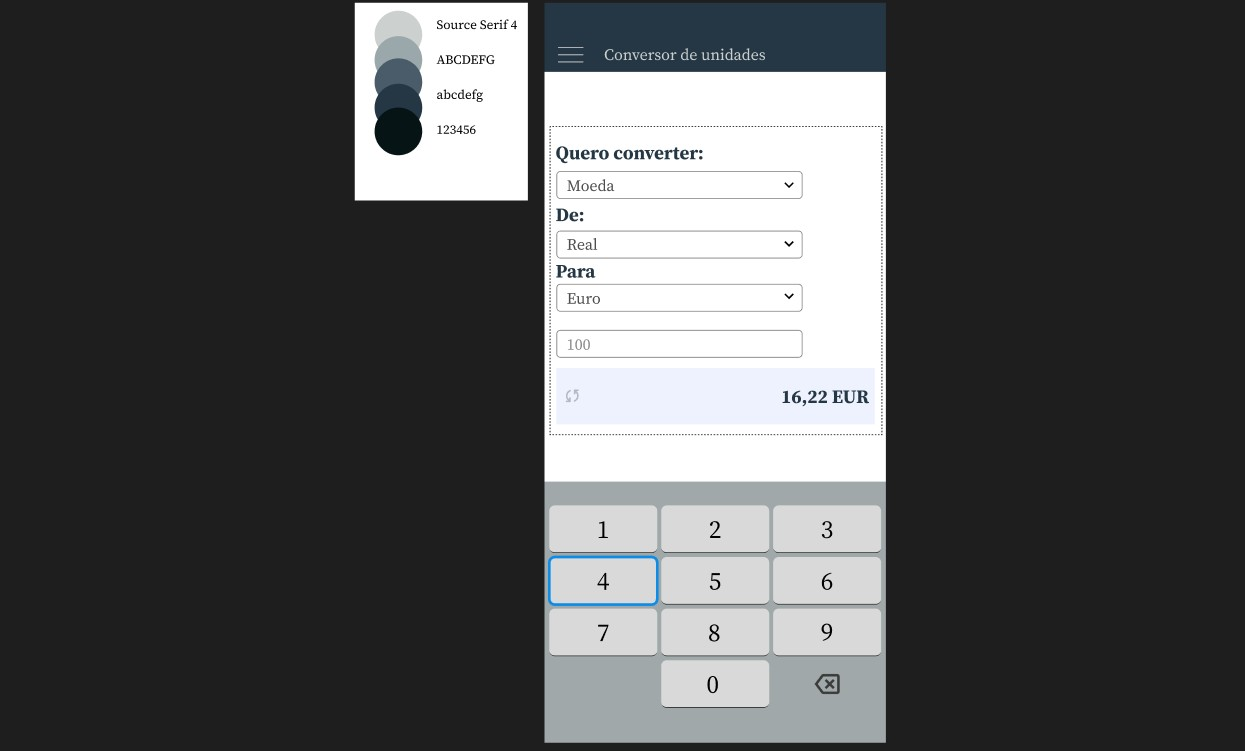 Source Serif 4
ABCDEFG
abcdefg
123456
Conversor de unidades
Quero converter:
Moeda
De:
Real
Para
Euro
100
16,22 EUR
1 2 3
4 5 6
7 8 9
0